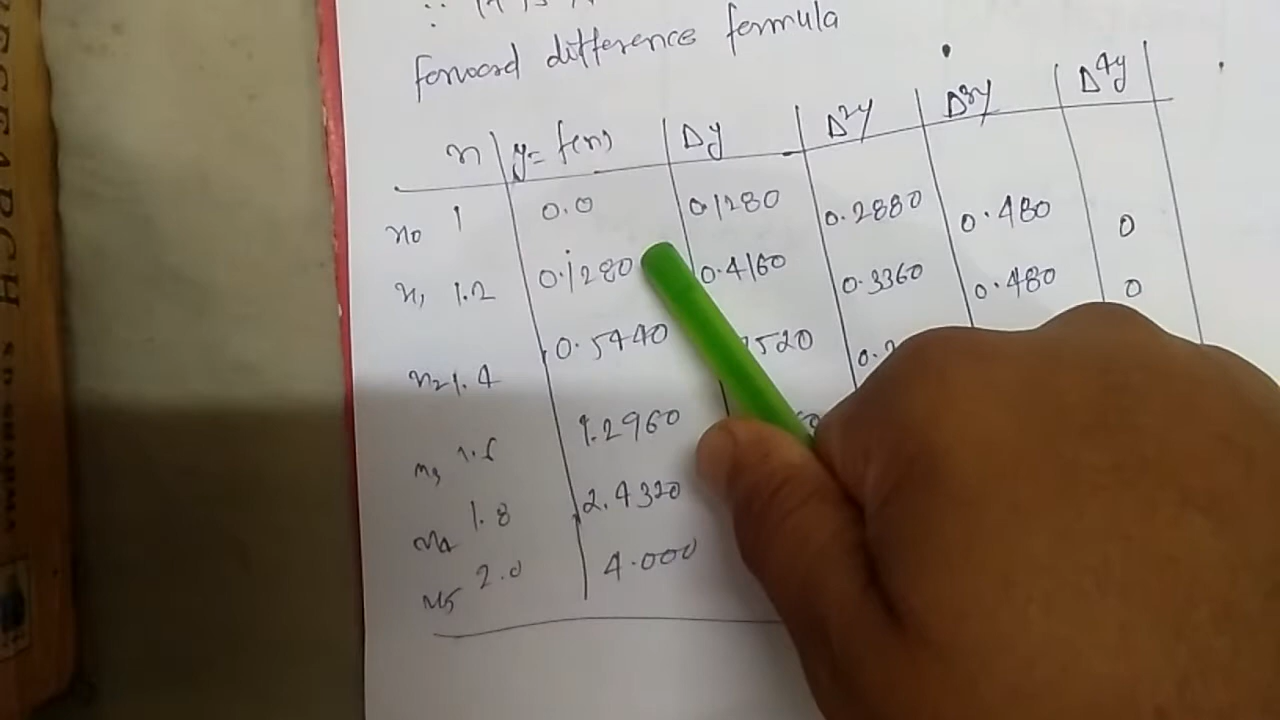 forward difference formula
x y = f(x) Δy Δ²y Δ³y Δ⁴y
x0 1 0.0 0.1280 0.2880 0.480 0
x1 1.2 0.1280 0.4160 0.3360 0.480 0
x2 1.4 0.5440 7520 0.
x3 1.6 1.2960
x4 1.8 2.4320
x5 2.0 4.000